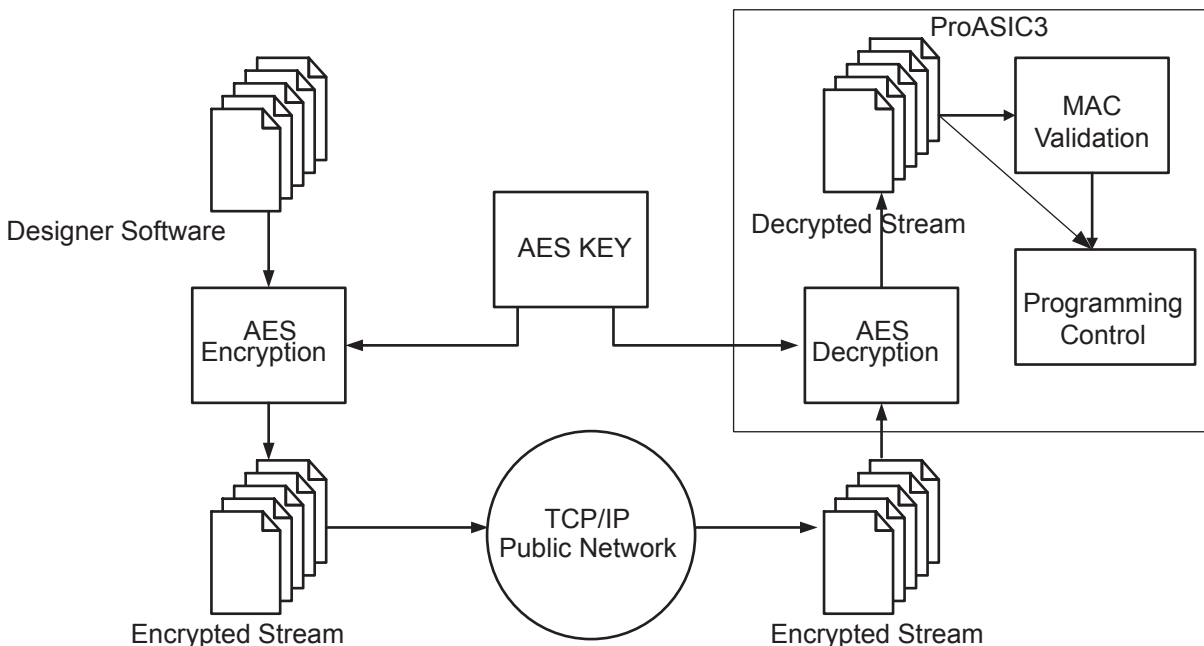 ProASIC3
MAC
Validation
Designer Software
AES KEY
Decrypted Stream
Programming
Control
AES
Encryption
AES
Decryption
TCP/IP
Public Network
Encrypted Stream
Encrypted Stream